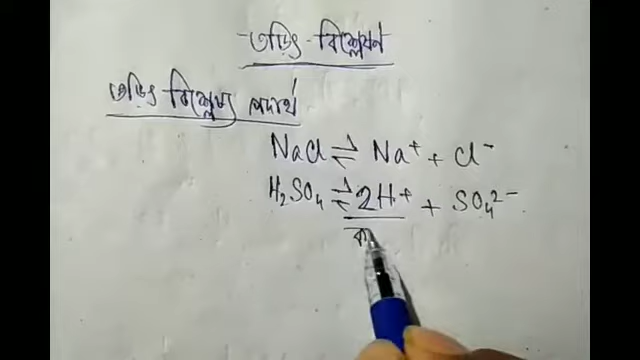 তড়িৎ-বিশ্লেষণ
তড়িৎ বিশ্লেষ্য পদার্থ
NaCl ⇌ Na⁺ + Cl⁻
H₂SO₄ ⇌ 2H⁺ + SO₄²⁻